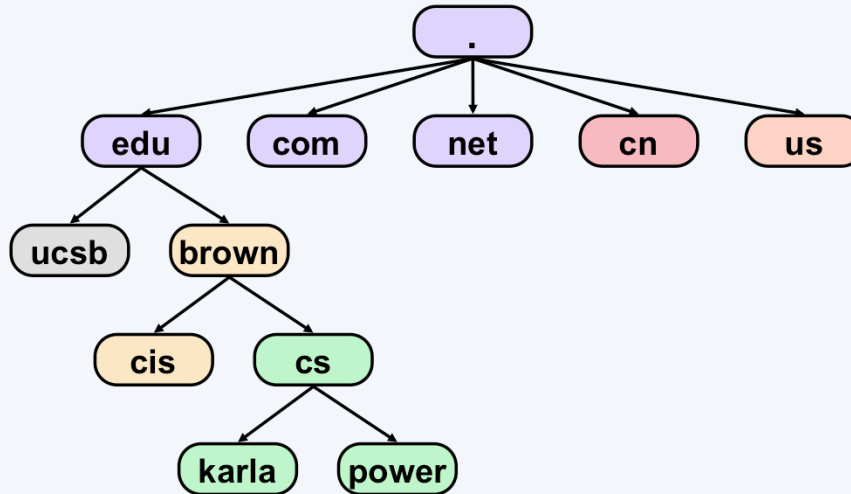 .
edu com net cn us
ucsb brown
cis cs
karla power